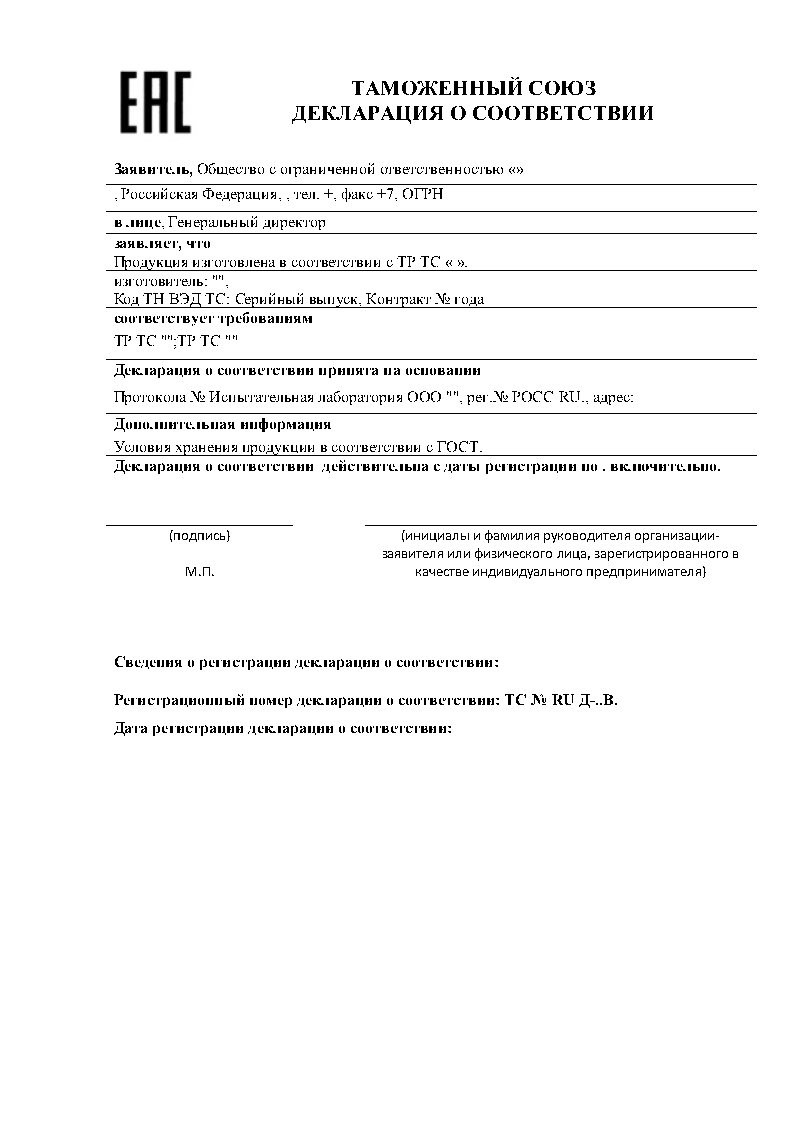 EAC
ТАМОЖЕННЫЙ СОЮЗ
ДЕКЛАРАЦИЯ О СООТВЕТСТВИИ
Заявитель, Общество с ограниченной ответственностью «»
, Российская Федерация, , тел. +, факс +7, ОГРН
в лице, Генеральный директор
заявляет, что
Продукция изготовлена в соответствии с ТР ТС « ».
изготовитель: "",
Код ТН ВЭД ТС: Серийный выпуск, Контракт № года
соответствует требованиям
ТР ТС "";ТР ТС ""
Декларация о соответствии принята на основании
Протокола № Испытательная лаборатория ООО "", рег.№ РОСС RU., адрес:
Дополнительная информация
Условия хранения продукции в соответствии с ГОСТ.
Декларация о соответствии действительна с даты регистрации по . включительно.
(подпись)
(инициалы и фамилия руководителя организации-
заявителя или физического лица, зарегистрированного в
М.П.
качестве индивидуального предпринимателя)
Сведения о регистрации декларации о соответствии:
Регистрационный номер декларации о соответствии: ТС № RU Д-..В.
Дата регистрации декларации о соответствии: